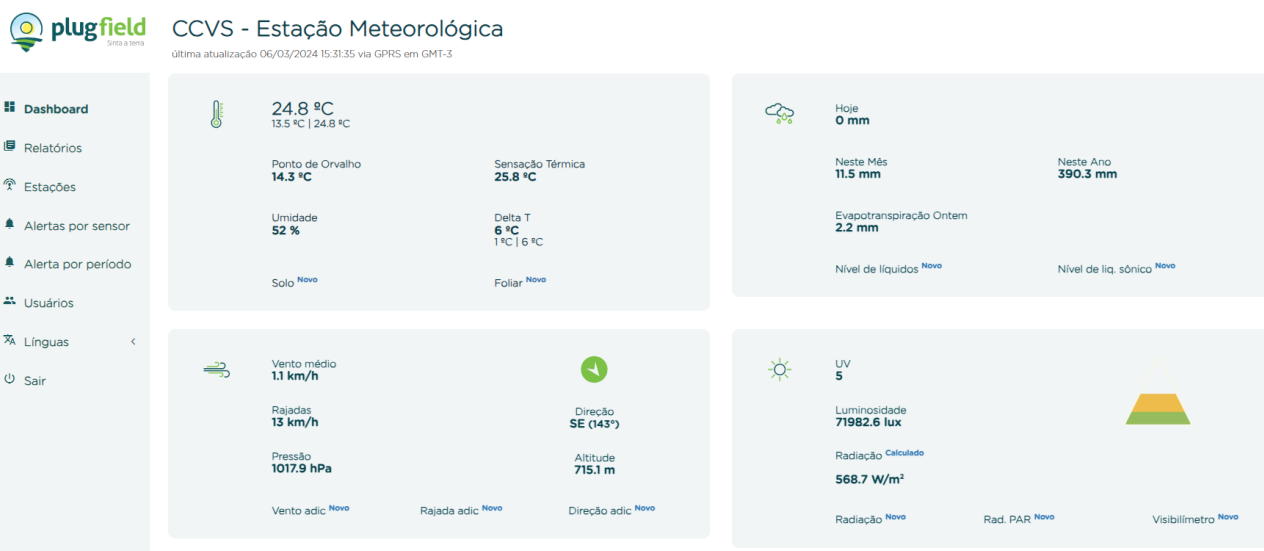 plugfield
Sinta a terra
CCVS - Estação Meteorológica
última atualização 06/03/2024 15:31:35 via GPRS em GMT-3
Dashboard
Relatórios
Estações
Alertas por sensor
Alerta por período
Usuários
Línguas
Sair
24.8 ºC
13.5 ºC | 24.8 ºC
Ponto de Orvalho
14.3 ºC
Sensação Térmica
25.8 ºC
Umidade
52 %
Delta T
6 ºC
1 ºC | 6 ºC
Solo Novo
Foliar Novo
Hoje
0 mm
Neste Mês
11.5 mm
Neste Ano
390.3 mm
Evapotranspiração Ontem
2.2 mm
Nível de líquidos Novo
Nível de liq. sônico Novo
Vento médio
1.1 km/h
Rajadas
13 km/h
Direção
SE (143º)
Pressão
1017.9 hPa
Altitude
715.1 m
Vento adic Novo
Rajada adic Novo
Direção adic Novo
UV
5
Luminosidade
71982.6 lux
Radiação Calculado
568.7 W/m²
Radiação Novo
Rad. PAR Novo
Visibilímetro Novo